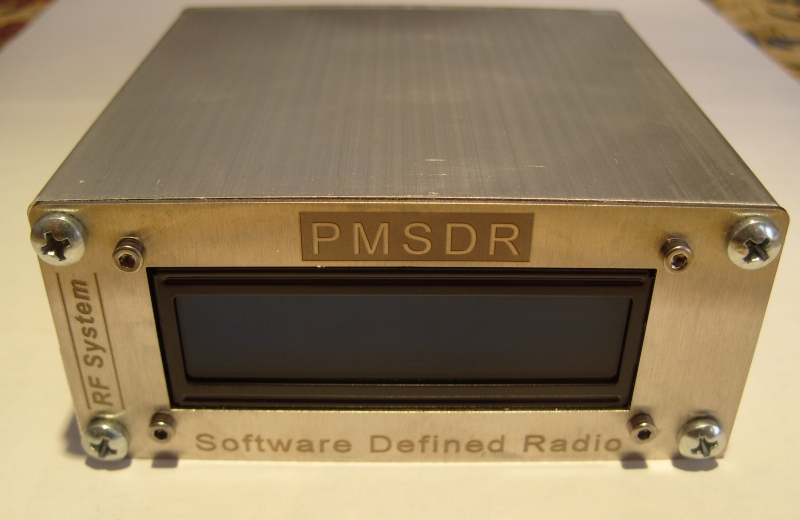 PMSDR
RF System
Software Defined Radio